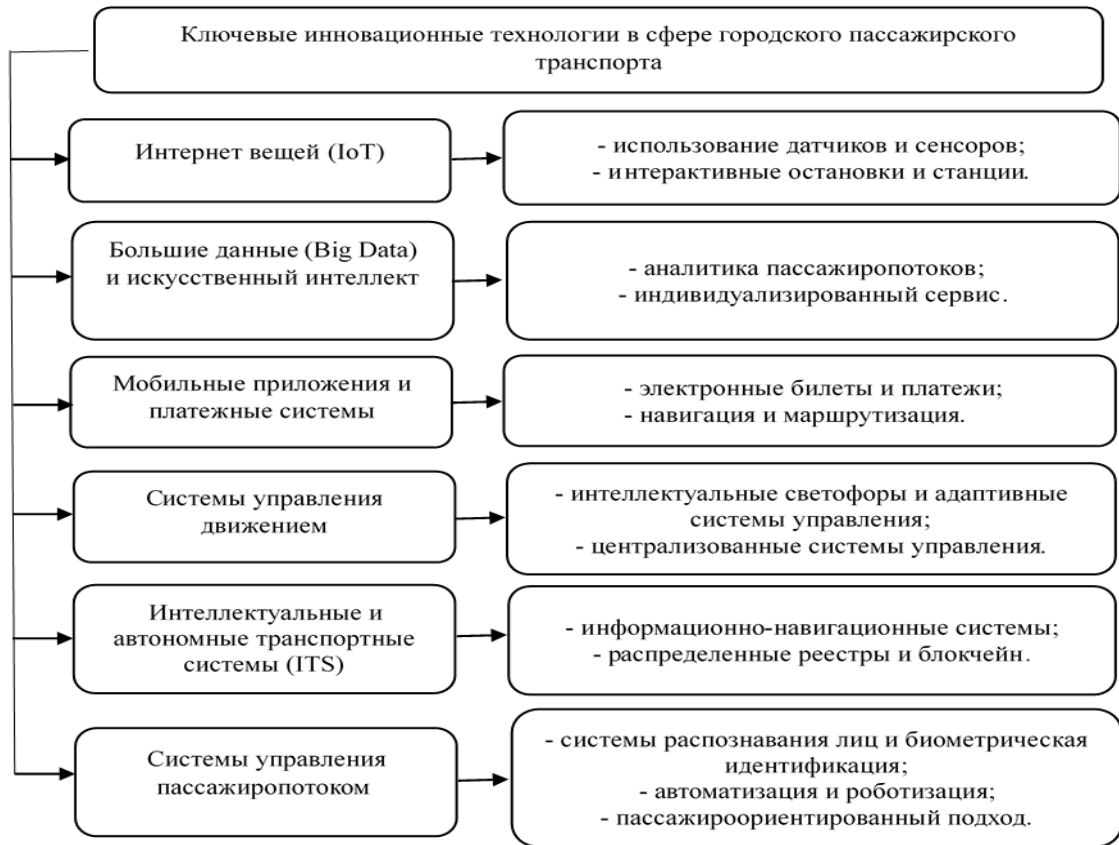 Ключевые инновационные технологии в сфере городского пассажирского
транспорта
Интернет вещей (IoT)
- использование датчиков и сенсоров;
- интерактивные остановки и станции.
Большие данные (Big Data)
и искусственный интеллект
- аналитика пассажиропотоков;
- индивидуализированный сервис.
Мобильные приложения и
платежные системы
- электронные билеты и платежи;
- навигация и маршрутизация.
Системы управления
движением
- интеллектуальные светофоры и адаптивные
системы управления;
- централизованные системы управления.
Интеллектуальные и
автономные транспортные
системы (ITS)
- информационно-навигационные системы;
- распределенные реестры и блокчейн.
Системы управления
пассажиропотоком
- системы распознавания лиц и биометрическая
идентификация;
- автоматизация и роботизация;
- пассажироориентированный подход.